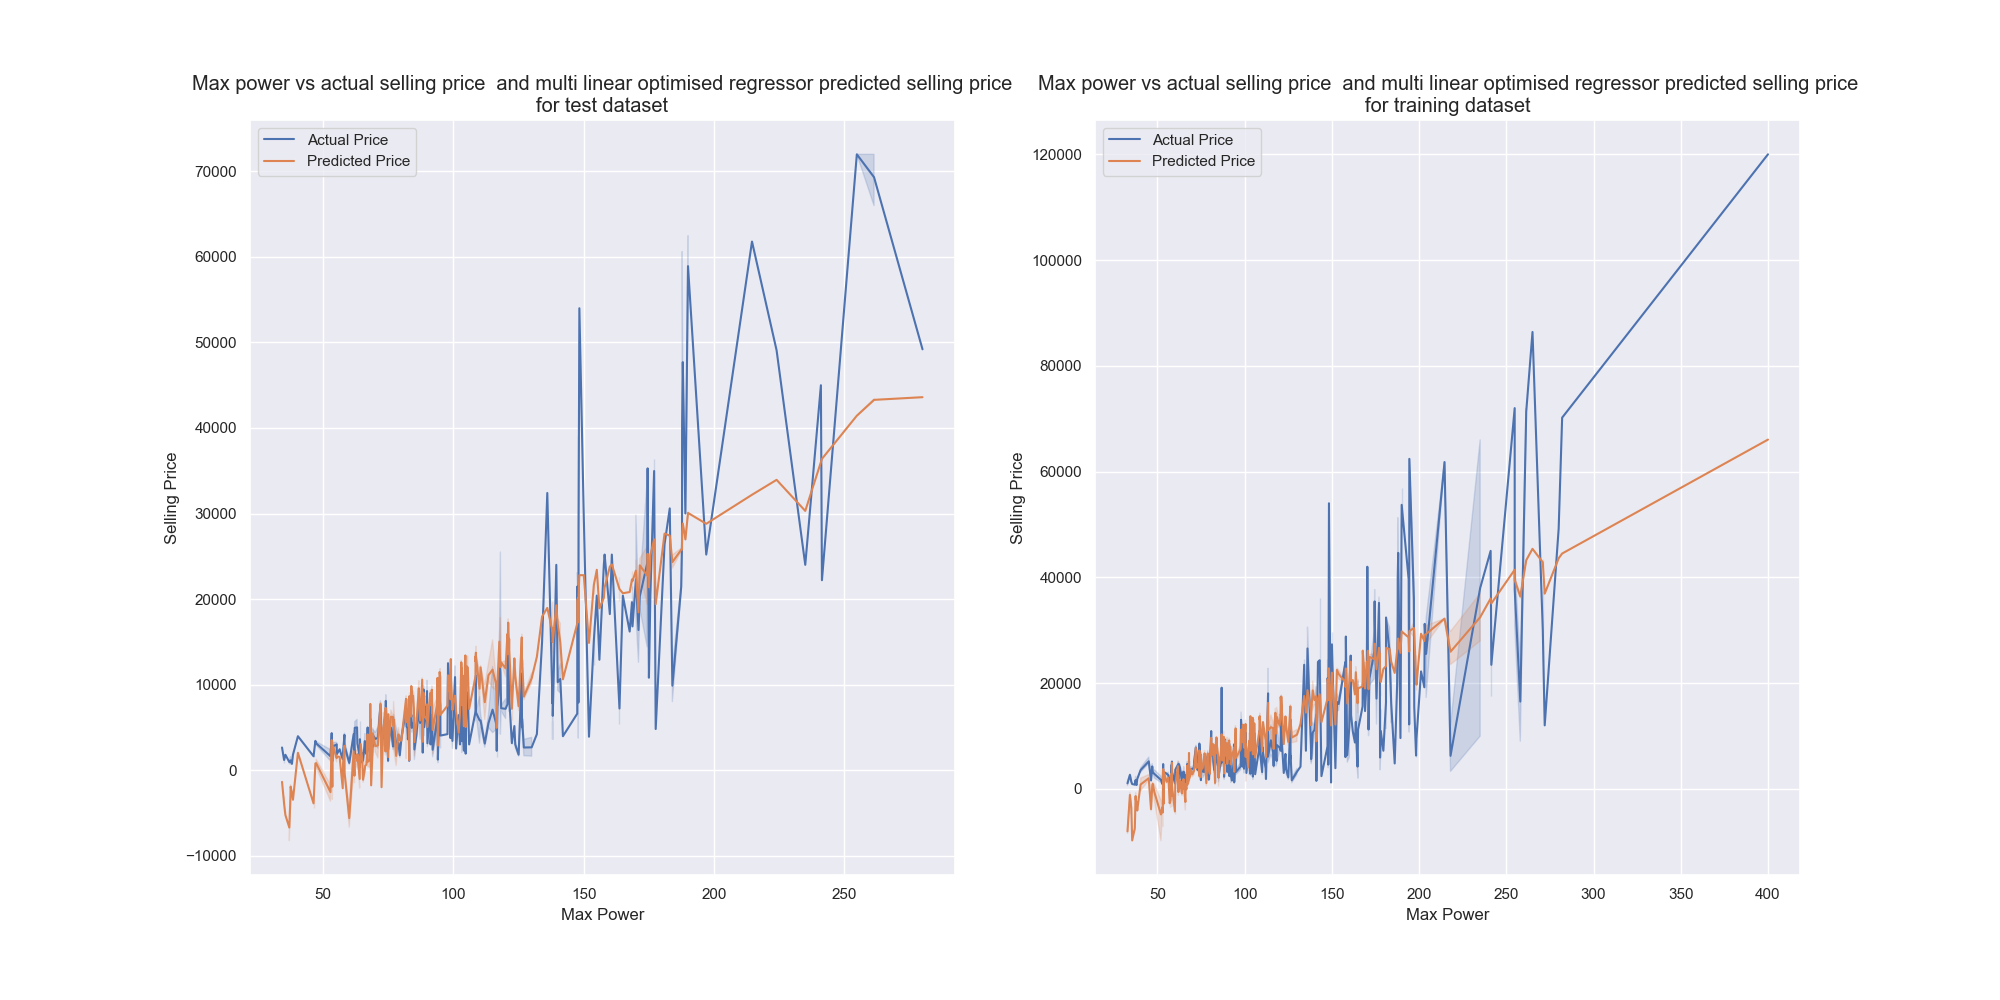 Max power vs actual selling price  and multi linear optimised regressor predicted selling price
for test dataset
Actual Price
Predicted Price
Selling Price
70000
60000
50000
40000
30000
20000
10000
0
−10000
50 100 150 200 250
Max Power
Max power vs actual selling price  and multi linear optimised regressor predicted selling price
for training dataset
Actual Price
Predicted Price
Selling Price
120000
100000
80000
60000
40000
20000
0
50 100 150 200 250 300 350 400
Max Power